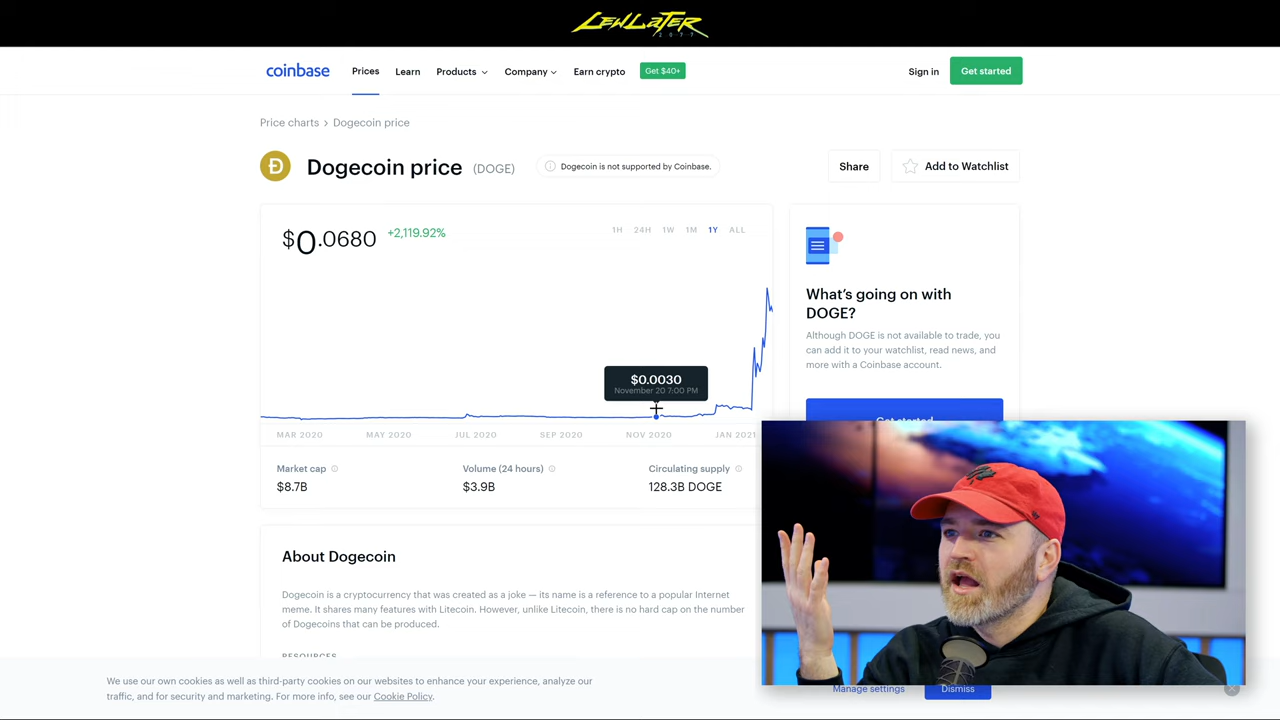 LEWLATER
2077
coinbase
Prices
Learn
Products
Company
Earn crypto
Get $40+
Sign in
Get started
Price charts › Dogecoin price
Dogecoin price (DOGE)
Dogecoin is not supported by Coinbase.
Share
Add to Watchlist
$0.0680
+2,119.92%
1H 24H 1W 1M 1Y ALL
$0.0030
November 20 7:00 PM
MAR 2020 MAY 2020 JUL 2020 SEP 2020 NOV 2020 JAN 2021
Market cap
$8.7B
Volume (24 hours)
$3.9B
Circulating supply
128.3B DOGE
What's going on with
DOGE?
Although DOGE is not available to trade, you
can add it to your watchlist, read news, and
more with a Coinbase account.
Get started
About Dogecoin
Dogecoin is a cryptocurrency that was created as a joke — its name is a reference to a popular Internet
meme. It shares many features with Litecoin. However, unlike Litecoin, there is no hard cap on the number
of Dogecoins that can be produced.
RESOURCES
We use our own cookies as well as third-party cookies on our websites to enhance your experience, analyze our
traffic, and for security and marketing. For more info, see our Cookie Policy.
Manage settings
Dismiss